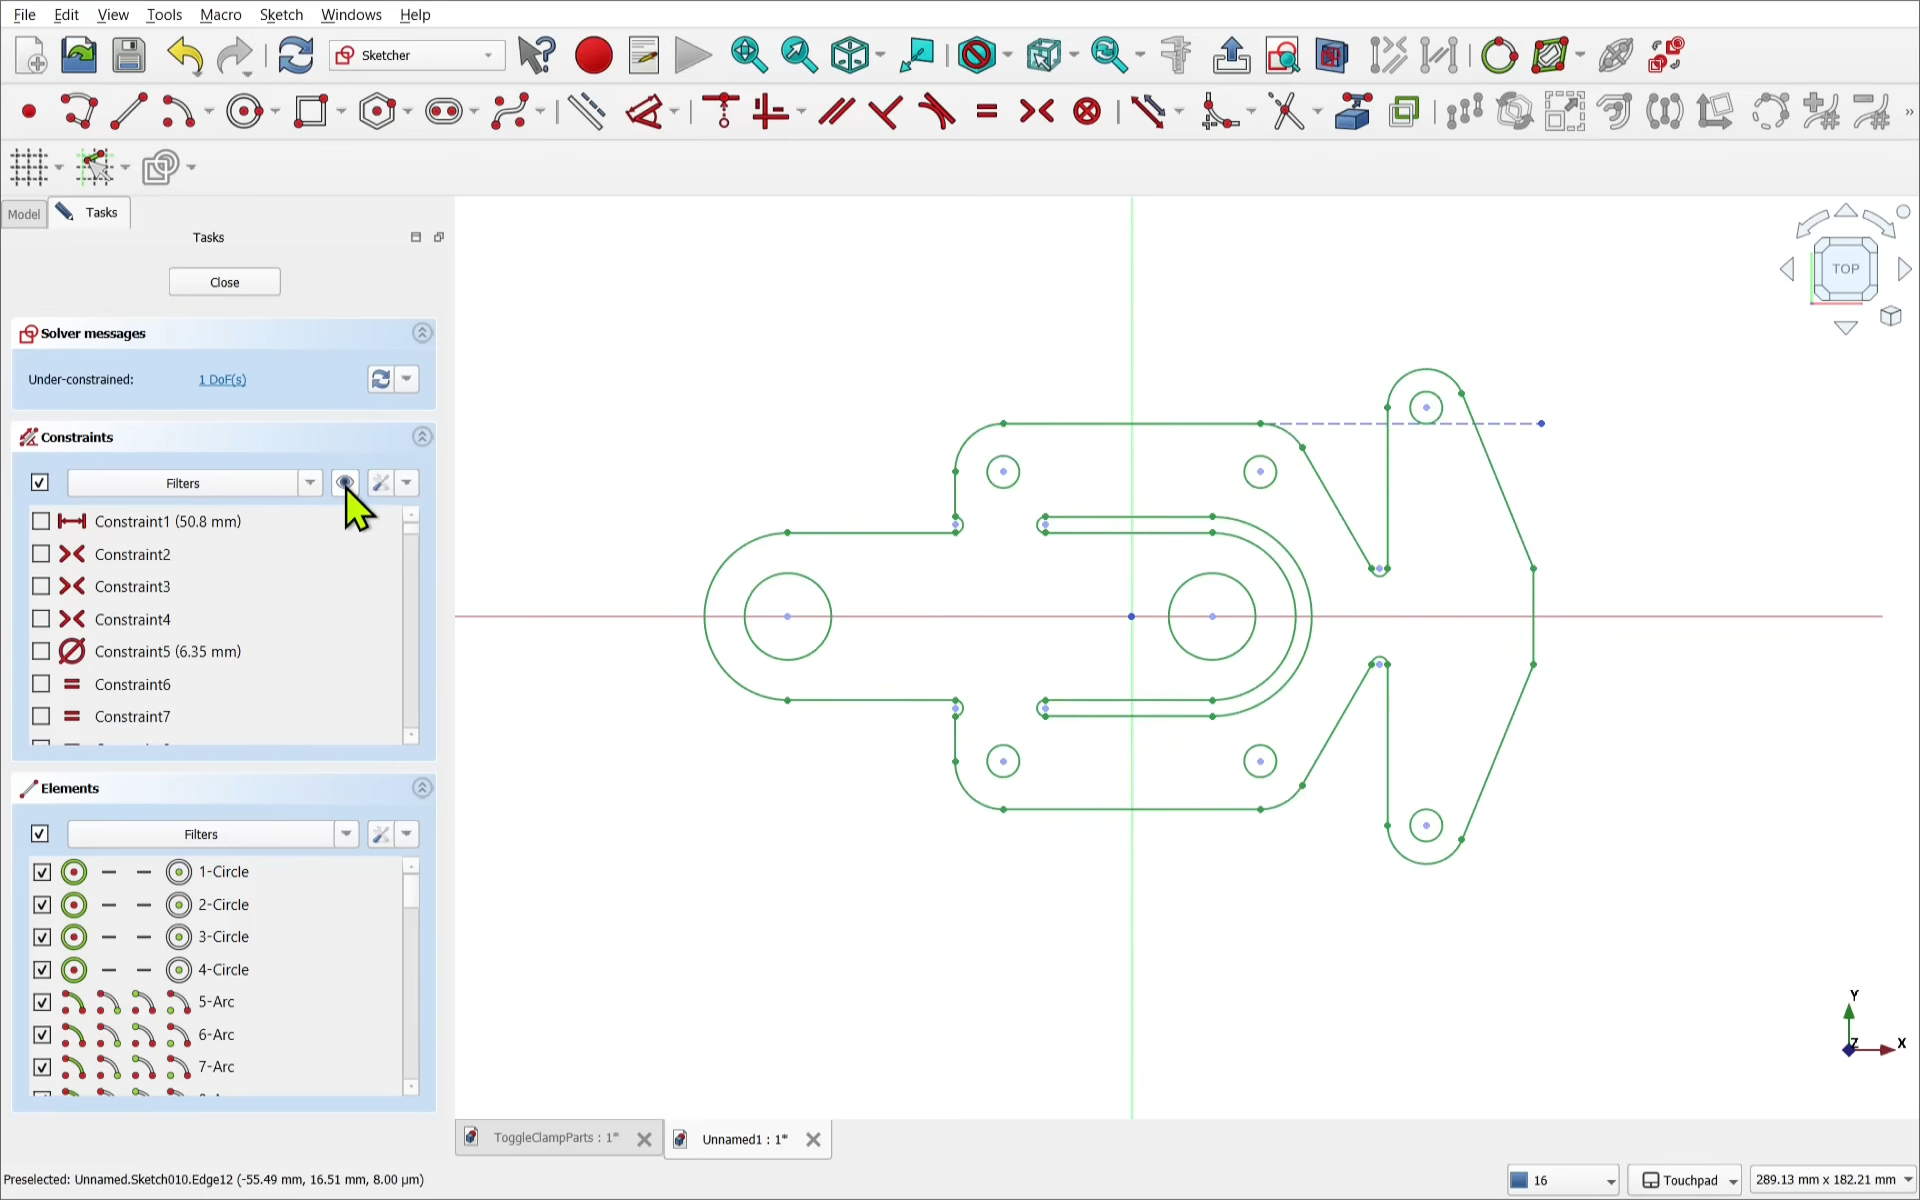 File Edit View Tools Macro Sketch Windows Help
Sketcher
Model Tasks
Tasks
Close
Solver messages
Under-constrained: 1 DoF(s)
Constraints
Filters
Constraint1 (50.8 mm)
Constraint2
Constraint3
Constraint4
Constraint5 (6.35 mm)
Constraint6
Constraint7
Elements
Filters
1-Circle
2-Circle
3-Circle
4-Circle
5-Arc
6-Arc
7-Arc
TOP
Y
Z X
ToggleClampParts : 1*
Unnamed1 : 1*
Preselected: Unnamed.Sketch010.Edge12 (-55.49 mm, 16.51 mm, 8.00 µm)
16 Touchpad 289.13 mm x 182.21 mm